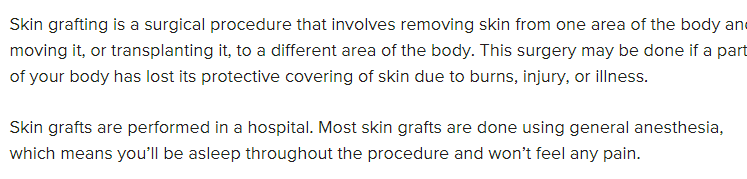 Skin grafting is a surgical procedure that involves removing skin from one area of the body and
moving it, or transplanting it, to a different area of the body. This surgery may be done if a part
of your body has lost its protective covering of skin due to burns, injury, or illness.
Skin grafts are performed in a hospital. Most skin grafts are done using general anesthesia,
which means you’ll be asleep throughout the procedure and won’t feel any pain.